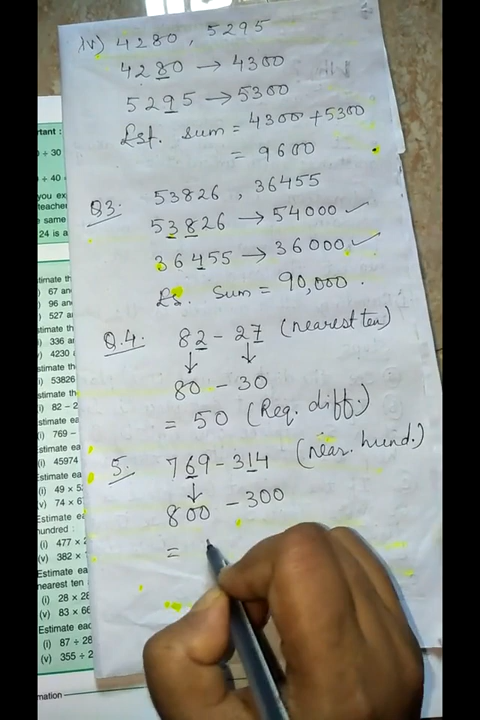 iv) 4280, 5295
4280 → 4300
5295 → 5300
Est. sum = 4300 + 5300
= 9600
Q3. 53826, 36455
53826 → 54000 ✓
36455 → 36000 ✓
Es. sum = 90,000.
Q.4. 82 - 27 (nearest ten)
↓ ↓
80 - 30
= 50 (Req. diff.)
5. 769 - 314 (near. hund.)
↓
800 - 300
=
rtant :
÷ 30
÷ 40
you
teache
same
24 is a
timate th
67 an
96 an
527 a
timate th
336 a
4230
stimate th
53826
stimate th
82 - 2
stimate ea
769 -
stimate ea
(i) 45974
Estimate ea
(i) 49 × 5
(v) 74 × 6
Estimate ea
hundred :
(i) 477 × 2
(v) 382 ×
Estimate ea
nearest ten
(i) 28 × 28
(v) 83 × 66
Estimate each
(i) 87 ÷ 28
(v) 355 ÷ 2
mation